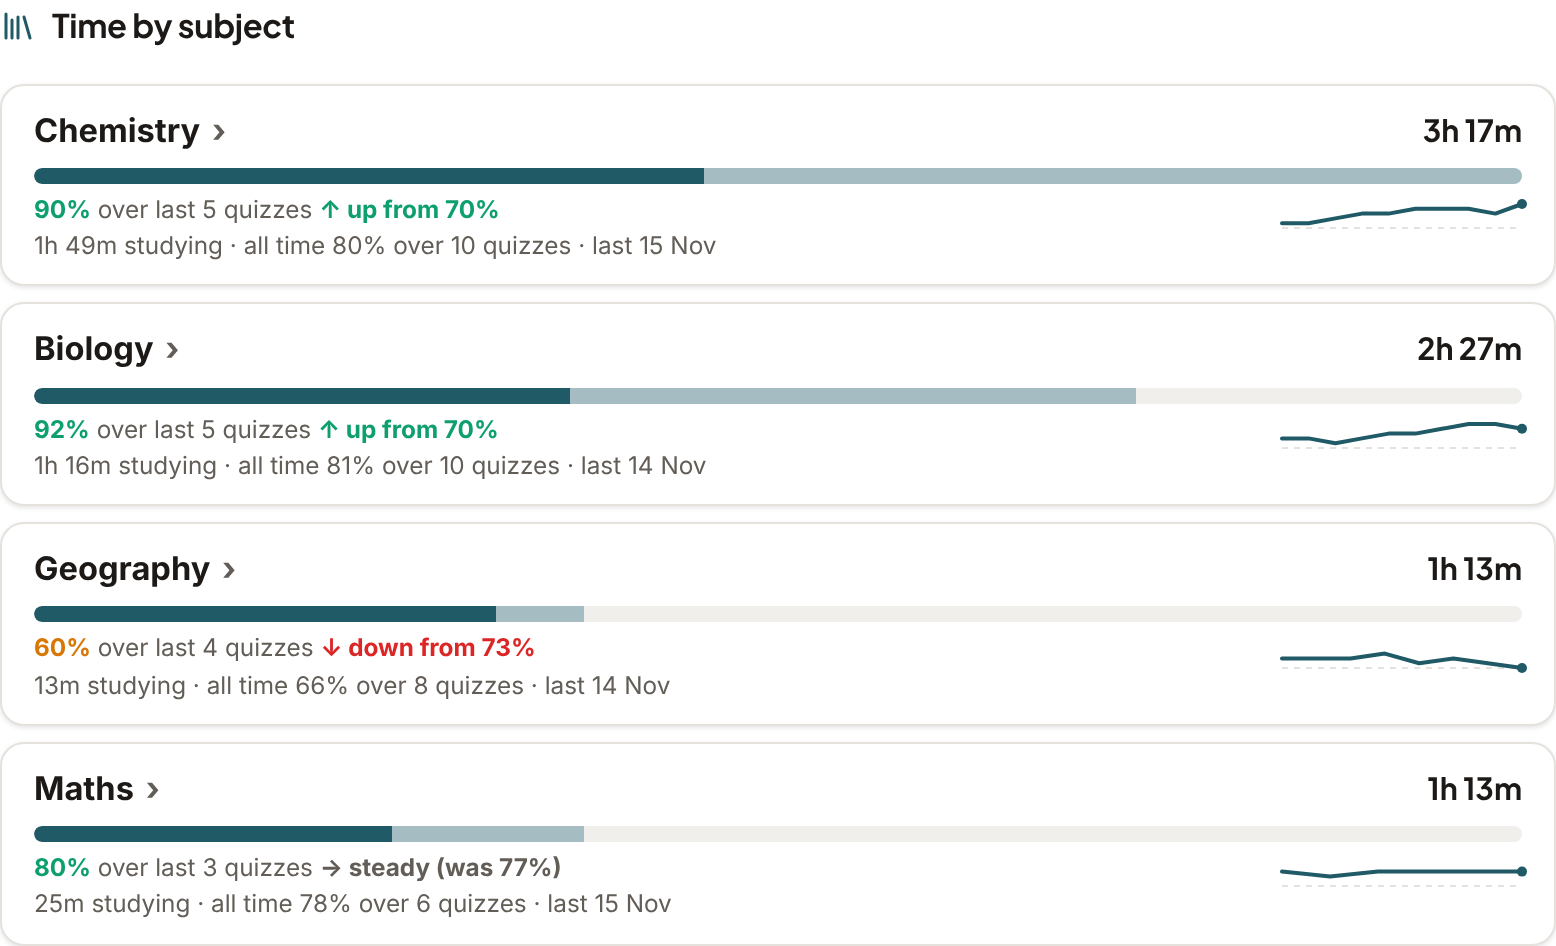 Time by subject
Chemistry ›
3h 17m
90% over last 5 quizzes ↑ up from 70%
1h 49m studying · all time 80% over 10 quizzes · last 15 Nov
Biology ›
2h 27m
92% over last 5 quizzes ↑ up from 70%
1h 16m studying · all time 81% over 10 quizzes · last 14 Nov
Geography ›
1h 13m
60% over last 4 quizzes ↓ down from 73%
13m studying · all time 66% over 8 quizzes · last 14 Nov
Maths ›
1h 13m
80% over last 3 quizzes → steady (was 77%)
25m studying · all time 78% over 6 quizzes · last 15 Nov